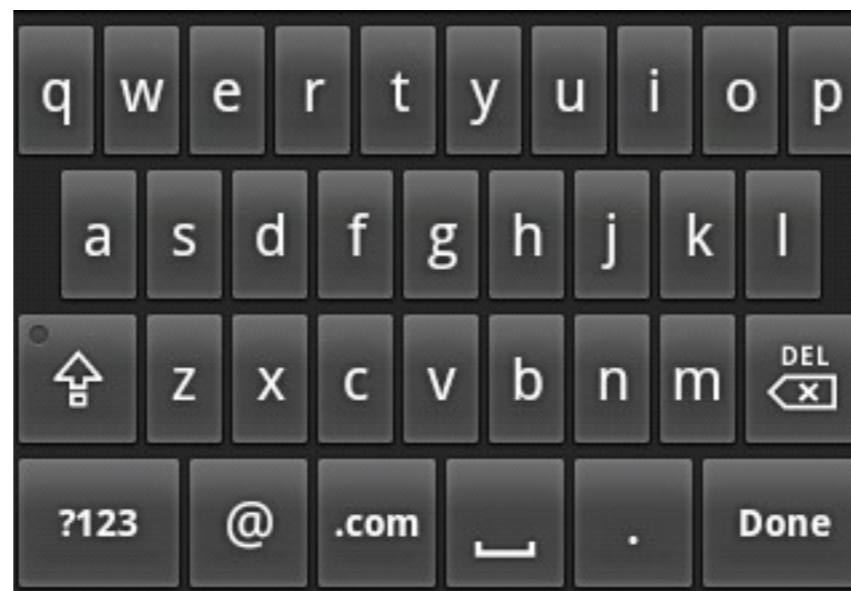 q w e r t y u i o p
a s d f g h j k l
z x c v b n m DEL
?123 @ .com . Done